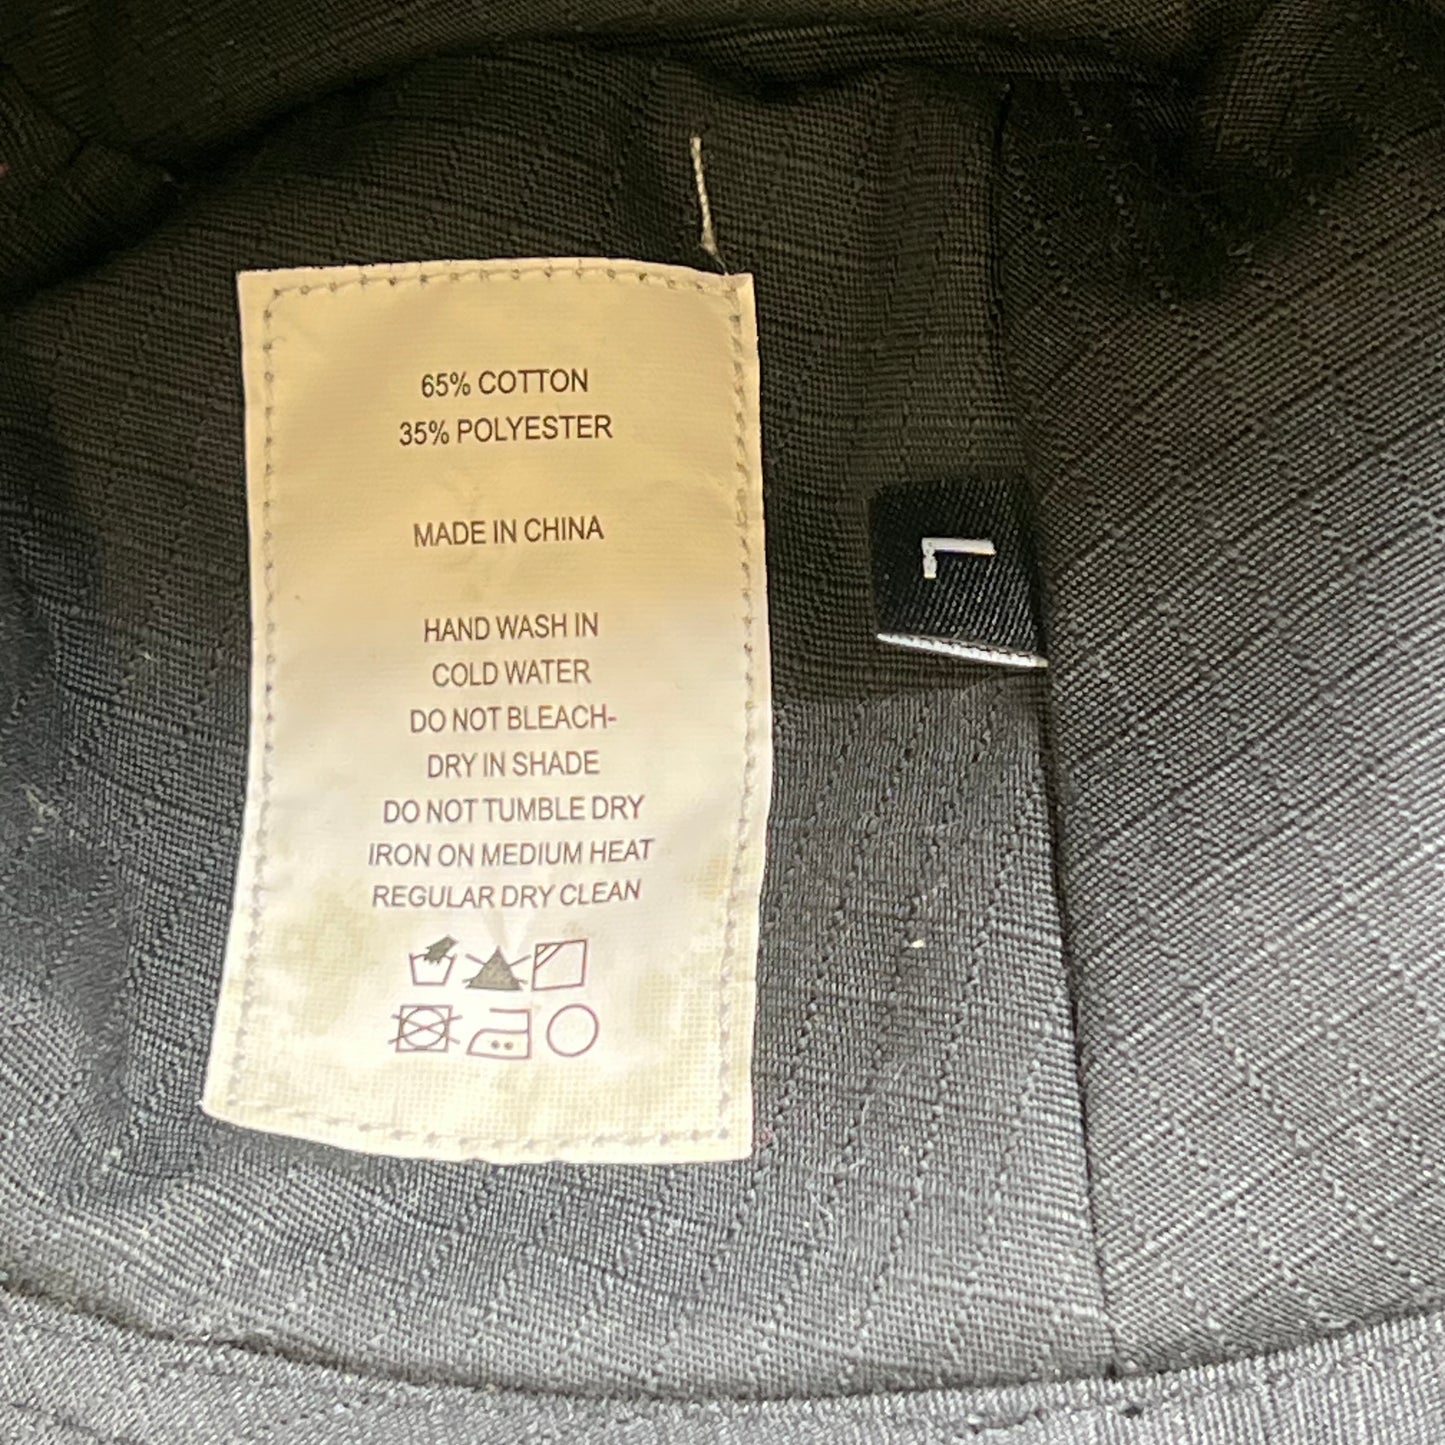 65% COTTON
35% POLYESTER
MADE IN CHINA
HAND WASH IN
COLD WATER
DO NOT BLEACH-
DRY IN SHADE
DO NOT TUMBLE DRY
IRON ON MEDIUM HEAT
REGULAR DRY CLEAN
L